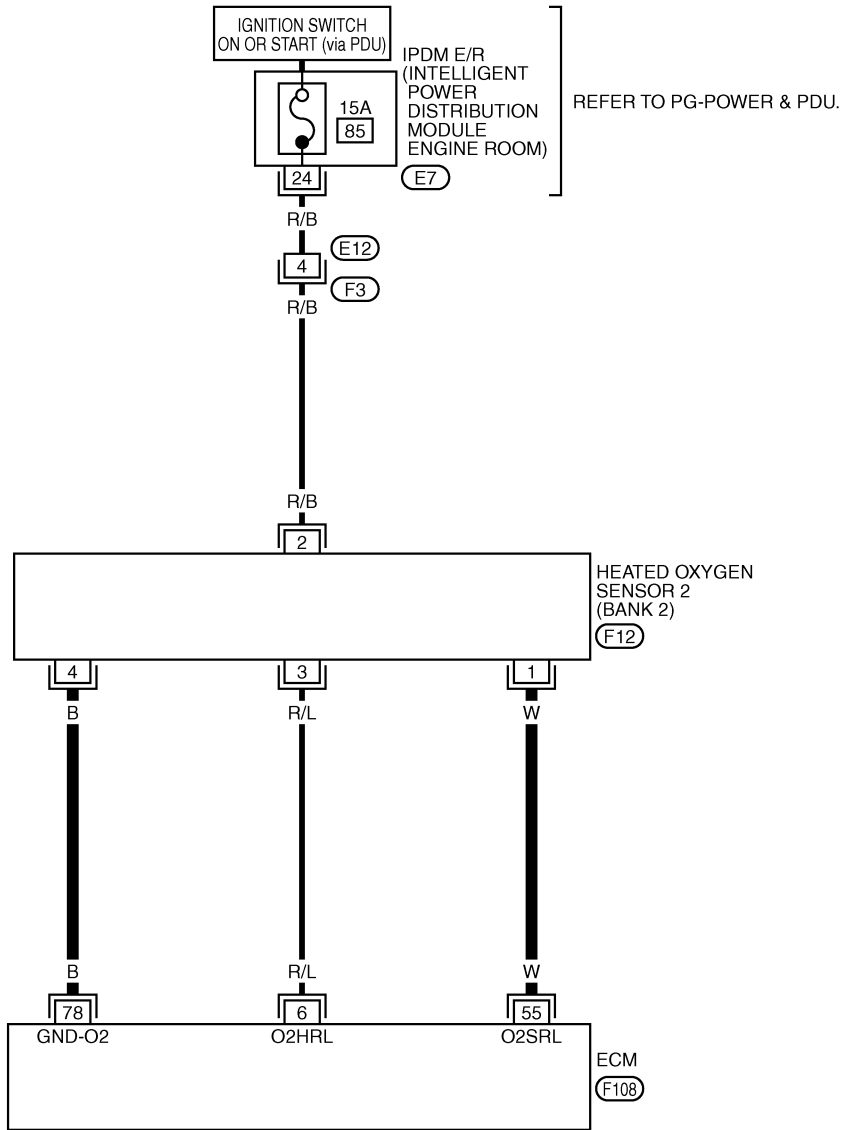 IGNITION SWITCH
ON OR START (via PDU)
IPDM E/R
(INTELLIGENT
POWER
DISTRIBUTION
MODULE
ENGINE ROOM)
REFER TO PG-POWER & PDU.
15A
85
24
E7
R/B
E12
4
F3
R/B
R/B
2
HEATED OXYGEN
SENSOR 2
(BANK 2)
F12
4
3
1
B
R/L
W
B
R/L
W
78
6
55
GND-O2
O2HRL
O2SRL
ECM
F108